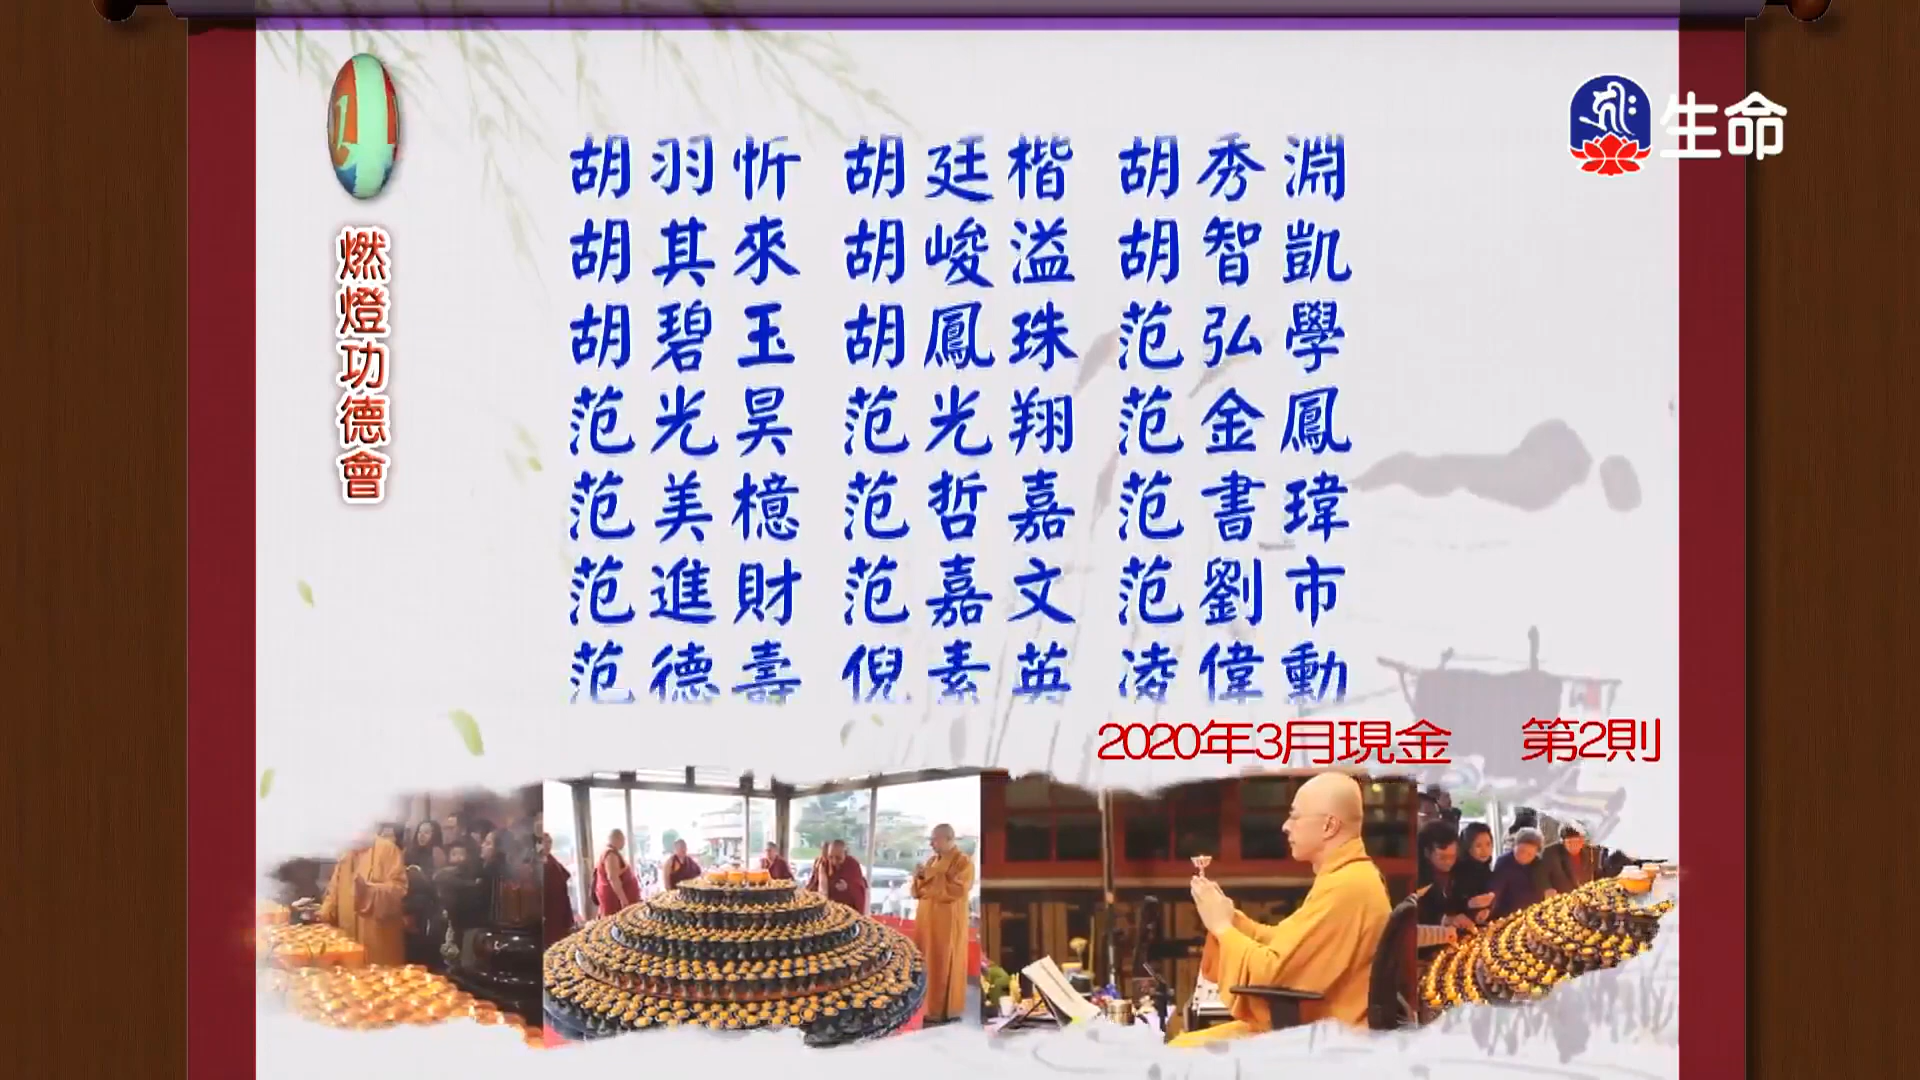 生命
燃燈功德會
胡羽忻 胡廷楷 胡秀淵
胡其來 胡峻溢 胡智凱
胡碧玉 胡鳳珠 范弘學
范光昊 范光翔 范金鳳
范美檍 范哲嘉 范書瑋
范進財 范嘉文 范劉市
范德壽 倪素英 凌偉勳
2020年3月現金 第2則